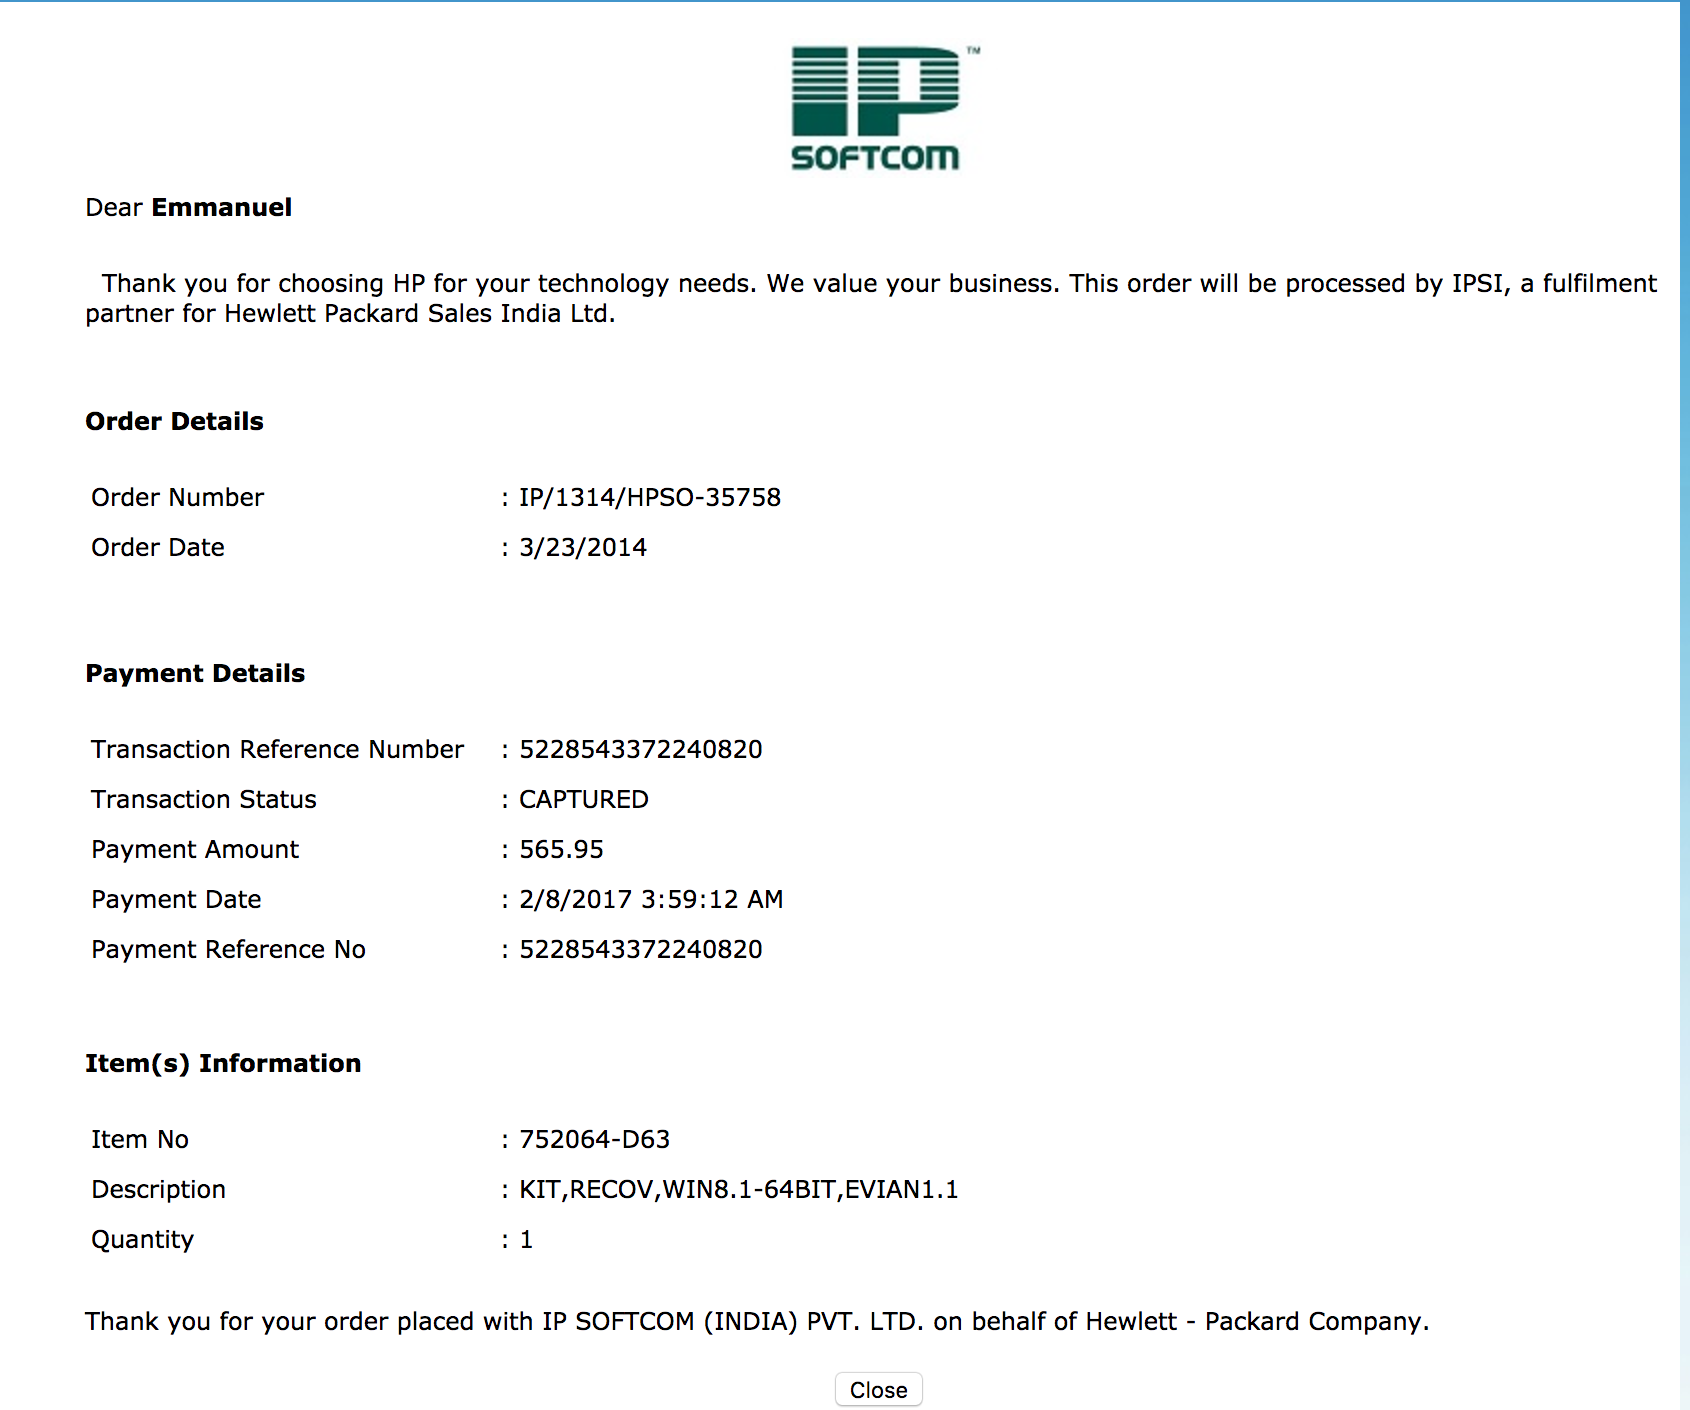 IP™
SOFTCOM
Dear Emmanuel
Thank you for choosing HP for your technology needs. We value your business. This order will be processed by IPSI, a fulfilment
partner for Hewlett Packard Sales India Ltd.
Order Details
Order Number : IP/1314/HPSO-35758
Order Date : 3/23/2014
Payment Details
Transaction Reference Number : 5228543372240820
Transaction Status : CAPTURED
Payment Amount : 565.95
Payment Date : 2/8/2017 3:59:12 AM
Payment Reference No : 5228543372240820
Item(s) Information
Item No : 752064-D63
Description : KIT,RECOV,WIN8.1-64BIT,EVIAN1.1
Quantity : 1
Thank you for your order placed with IP SOFTCOM (INDIA) PVT. LTD. on behalf of Hewlett - Packard Company.
Close